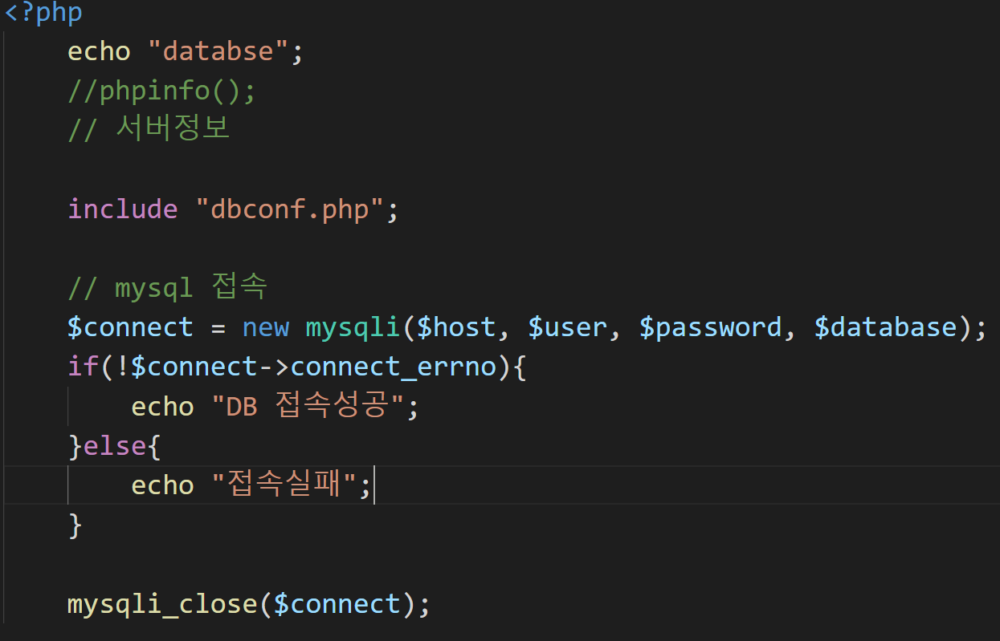 <?php
echo "databse";
//phpinfo();
// 서버정보
include "dbconf.php";
// mysql 접속
$connect = new mysqli($host, $user, $password, $database);
if(!$connect->connect_errno){
echo "DB 접속성공";
}else{
echo "접속실패";
}
mysqli_close($connect);